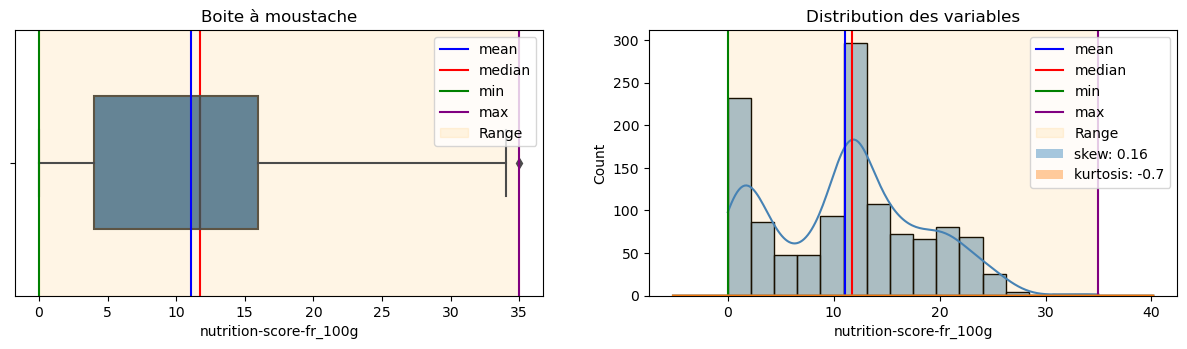 Boite à moustache
mean
median
min
max
Range
0 5 10 15 20 25 30 35
nutrition-score-fr_100g
Distribution des variables
300
250
200
150
100
50
0
Count
mean
median
min
max
Range
skew: 0.16
kurtosis: -0.7
0 10 20 30 40
nutrition-score-fr_100g